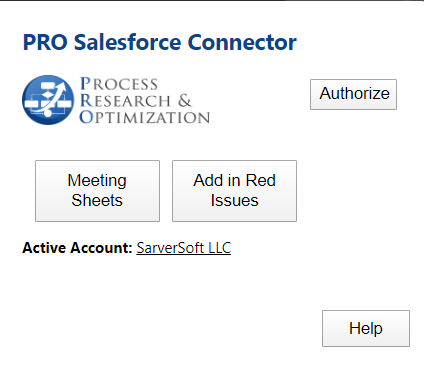 PRO Salesforce Connector
PROCESS
RESEARCH &
OPTIMIZATION
Authorize
Meeting
Sheets
Add in Red
Issues
Active Account: SarverSoft LLC
Help